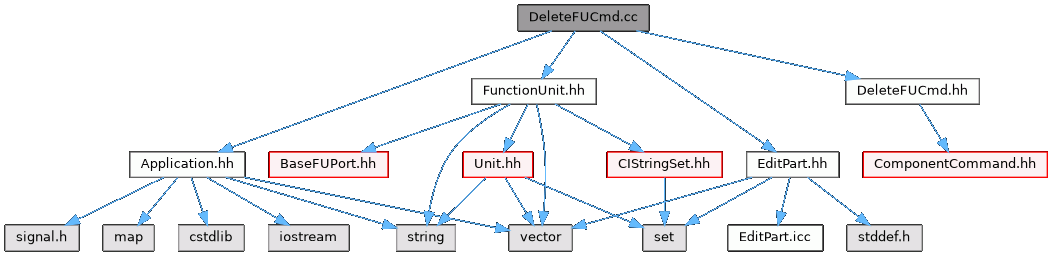 DeleteFUCmd.cc
FunctionUnit.hh
DeleteFUCmd.hh
Application.hh
BaseFUPort.hh
Unit.hh
CIStringSet.hh
EditPart.hh
ComponentCommand.hh
signal.h
map
cstdlib
iostream
string
vector
set
EditPart.icc
stddef.h